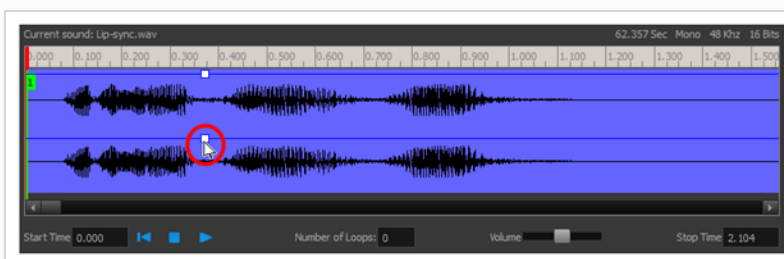 Current sound: Lip-sync.wav 62.357 Sec Mono 48 Khz 16 Bits
0.000 0.100 0.200 0.300 0.400 0.500 0.600 0.700 0.800 0.900 1.000 1.100 1.200 1.300 1.400 1.500
1
Start Time 0.000 Number of Loops: 0 Volume Stop Time 2.104